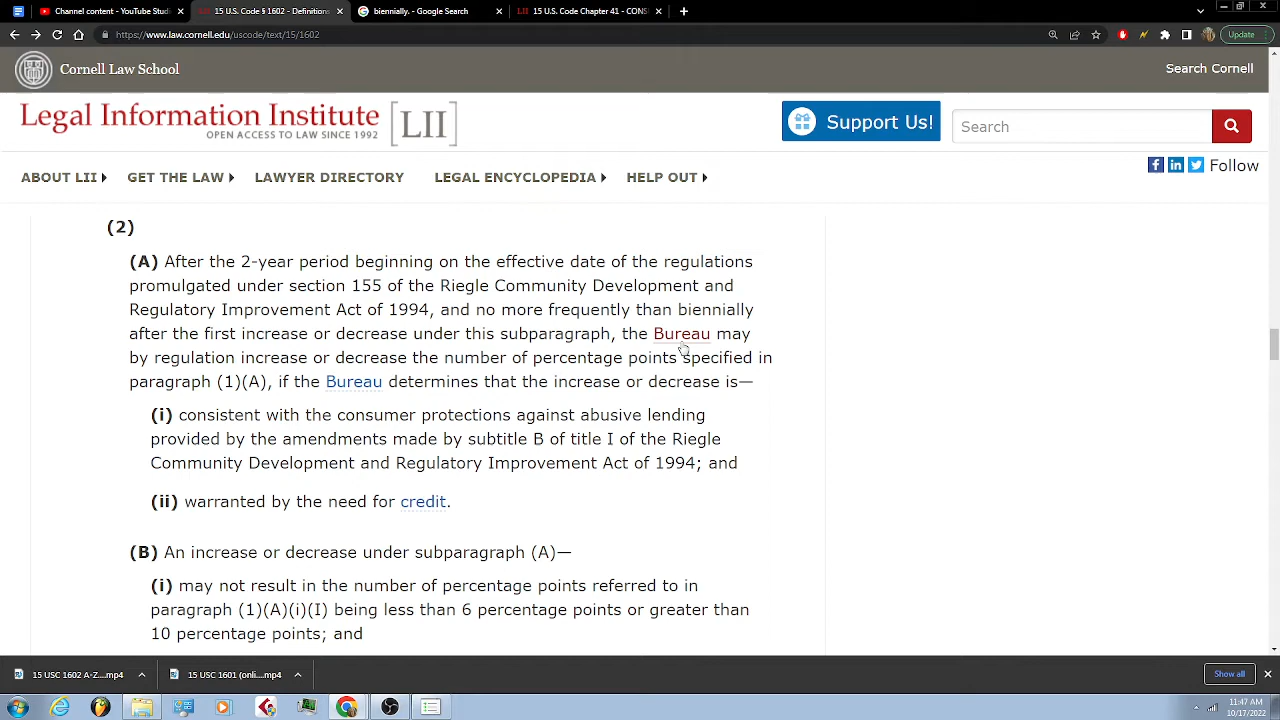 Channel content - YouTube Studi
15 U.S. Code § 1602 - Definitions
biennially. - Google Search
15 U.S. Code Chapter 41 - CONS
https://www.law.cornell.edu/uscode/text/15/1602
Update
Cornell Law School
Search Cornell
Legal Information Institute
OPEN ACCESS TO LAW SINCE 1992
[LII]
Support Us!
Search
Follow
ABOUT LII
GET THE LAW
LAWYER DIRECTORY
LEGAL ENCYCLOPEDIA
HELP OUT
(2)
(A) After the 2-year period beginning on the effective date of the regulations
promulgated under section 155 of the Riegle Community Development and
Regulatory Improvement Act of 1994, and no more frequently than biennially
after the first increase or decrease under this subparagraph, the Bureau may
by regulation increase or decrease the number of percentage points specified in
paragraph (1)(A), if the Bureau determines that the increase or decrease is—
(i) consistent with the consumer protections against abusive lending
provided by the amendments made by subtitle B of title I of the Riegle
Community Development and Regulatory Improvement Act of 1994; and
(ii) warranted by the need for credit.
(B) An increase or decrease under subparagraph (A)—
(i) may not result in the number of percentage points referred to in
paragraph (1)(A)(i)(I) being less than 6 percentage points or greater than
10 percentage points; and
15 USC 1602 A-Z....mp4
15 USC 1601 (onli....mp4
Show all
11:47 AM
10/17/2022